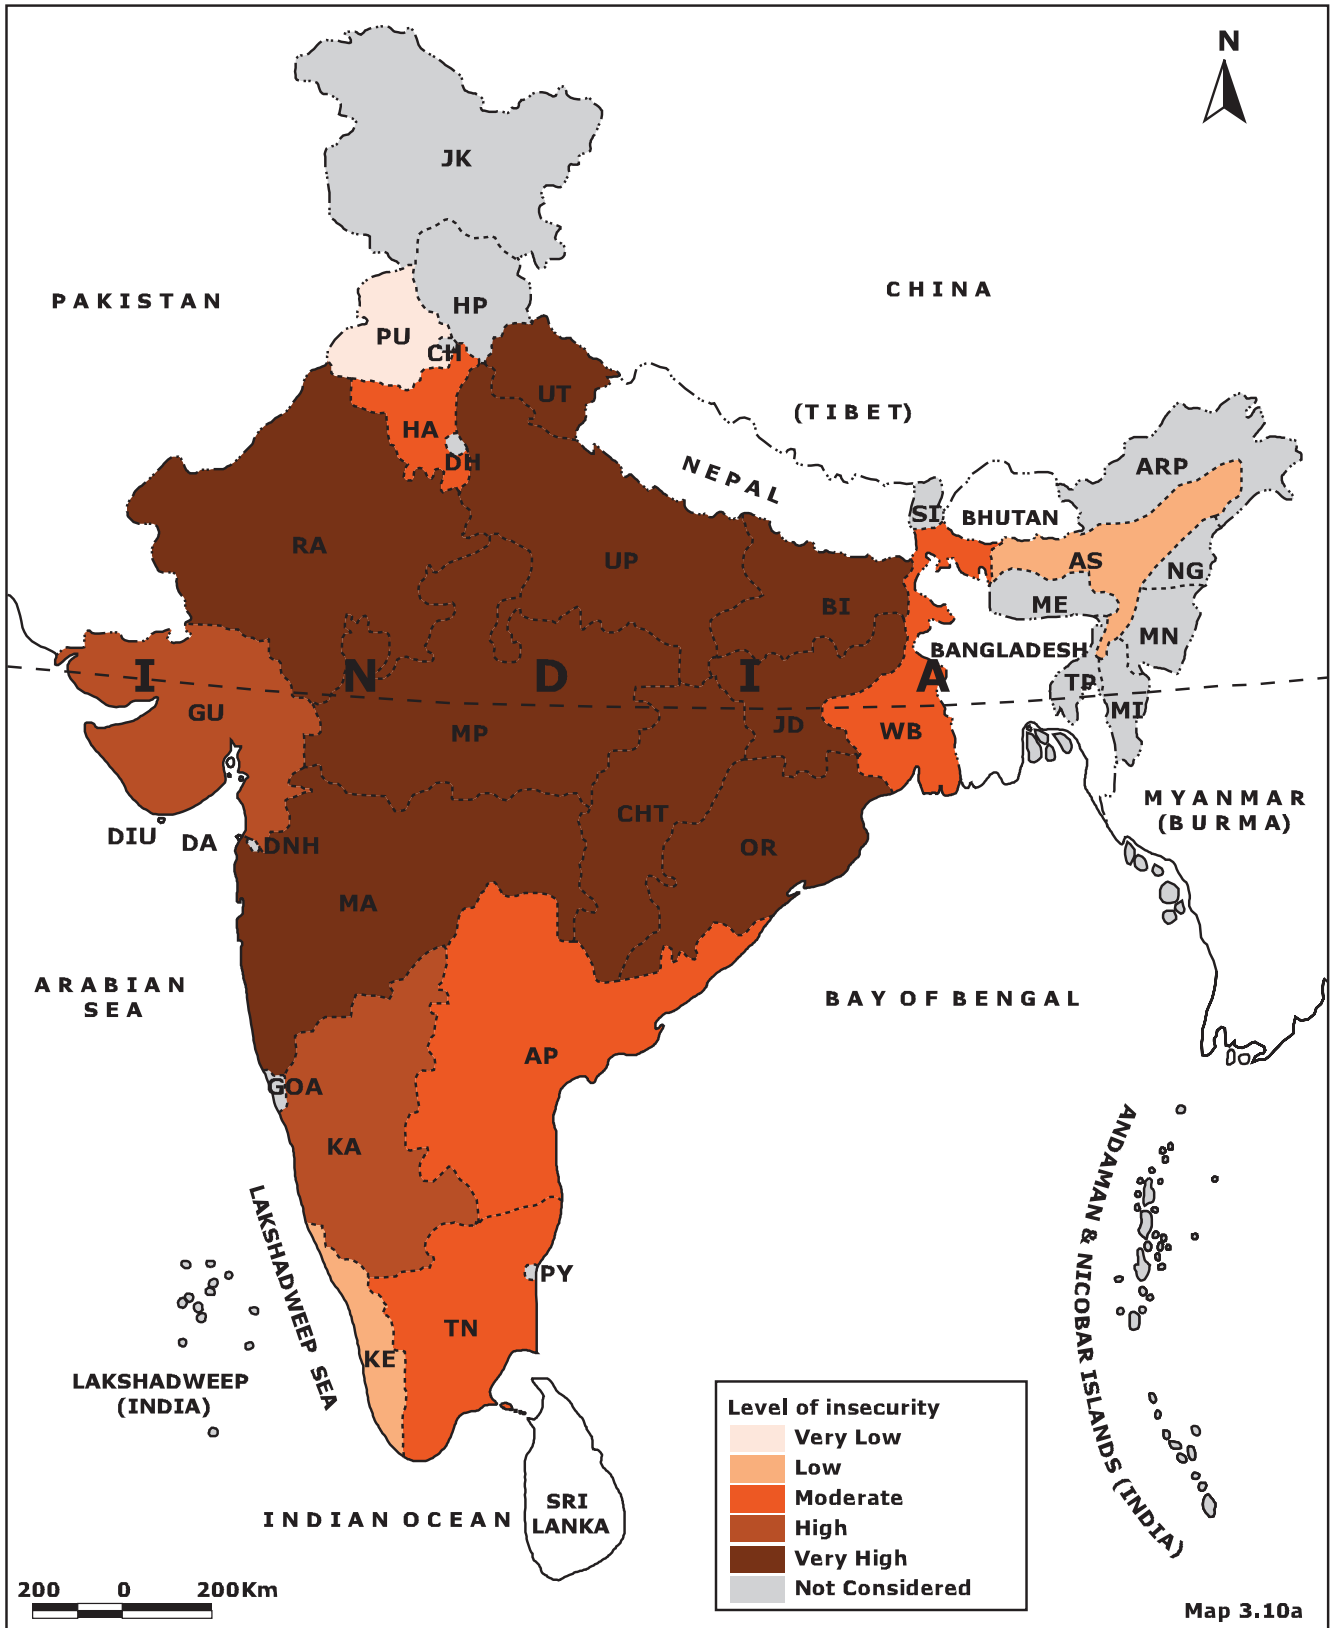 N
JK
PAKISTAN
CHINA
HP
PU
CH
UT
(TIBET)
HA
DH
NEPAL
ARP
SI
BHUTAN
RA
UP
AS
NG
BI
ME
MN
BANGLADESH
INDIA
TP
MI
GU
MP
JD
WB
CHT
MYANMAR
(BURMA)
DIU
DA
DNH
OR
MA
ARABIAN
SEA
BAY OF BENGAL
AP
GOA
KA
ANDAMAN & NICOBAR ISLANDS (INDIA)
LAKSHADWEEP SEA
PY
TN
KE
LAKSHADWEEP
(INDIA)
INDIAN OCEAN
SRI
LANKA
Level of insecurity
Very Low
Low
Moderate
High
Very High
Not Considered
200 0 200Km
Map 3.10a